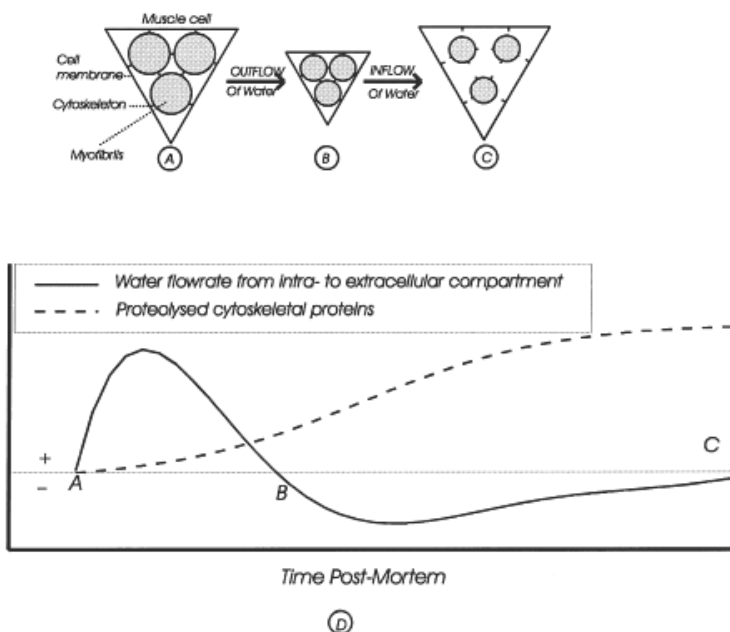 Muscle cell
Cell
membrane
Cytoskeleton
Myofibrils
OUTFLOW
Of Water
INFLOW
Of Water
A
B
C
Water flowrate from intra- to extracellular compartment
Proteolysed cytoskeletal proteins
+
-
A
B
C
Time Post-Mortem
D